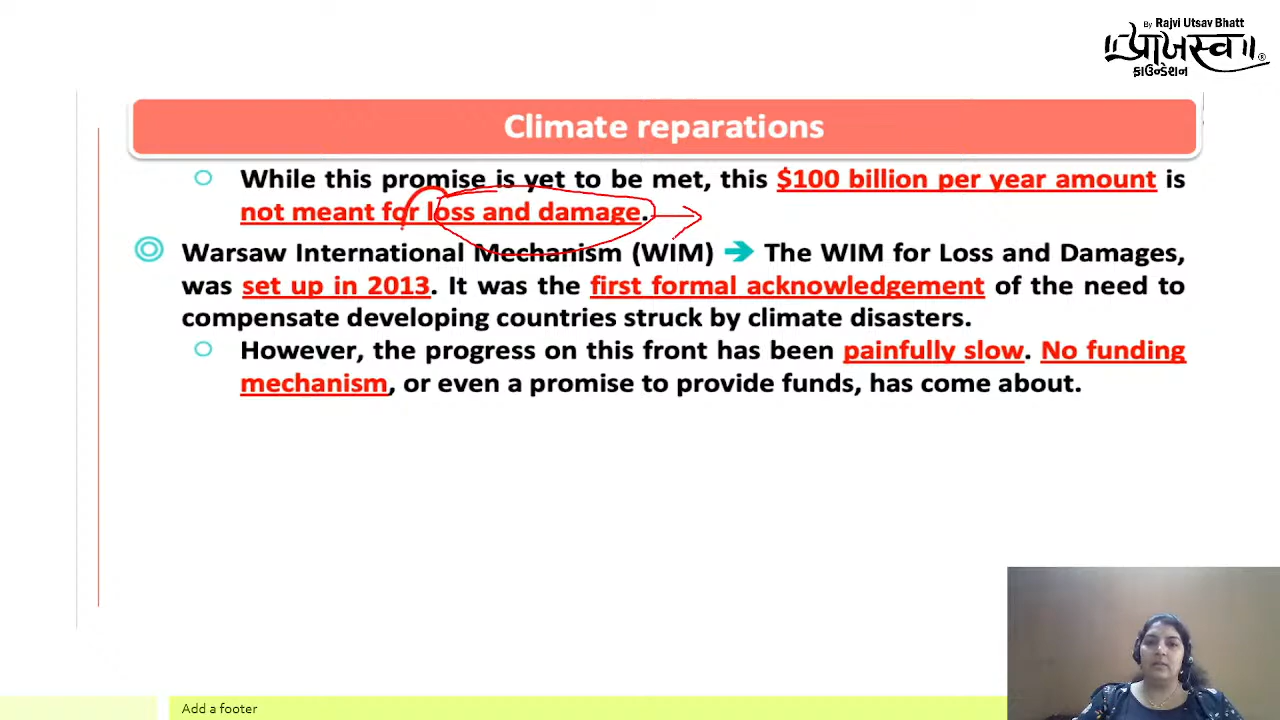 By Rajvi Utsav Bhatt
॥प्राजस्व॥
®
ફાઉન્ડેશન
Climate reparations
While this promise is yet to be met, this $100 billion per year amount is
not meant for loss and damage.
Warsaw International Mechanism (WIM) ➔ The WIM for Loss and Damages,
was set up in 2013. It was the first formal acknowledgement of the need to
compensate developing countries struck by climate disasters.
However, the progress on this front has been painfully slow. No funding
mechanism, or even a promise to provide funds, has come about.
Add a footer